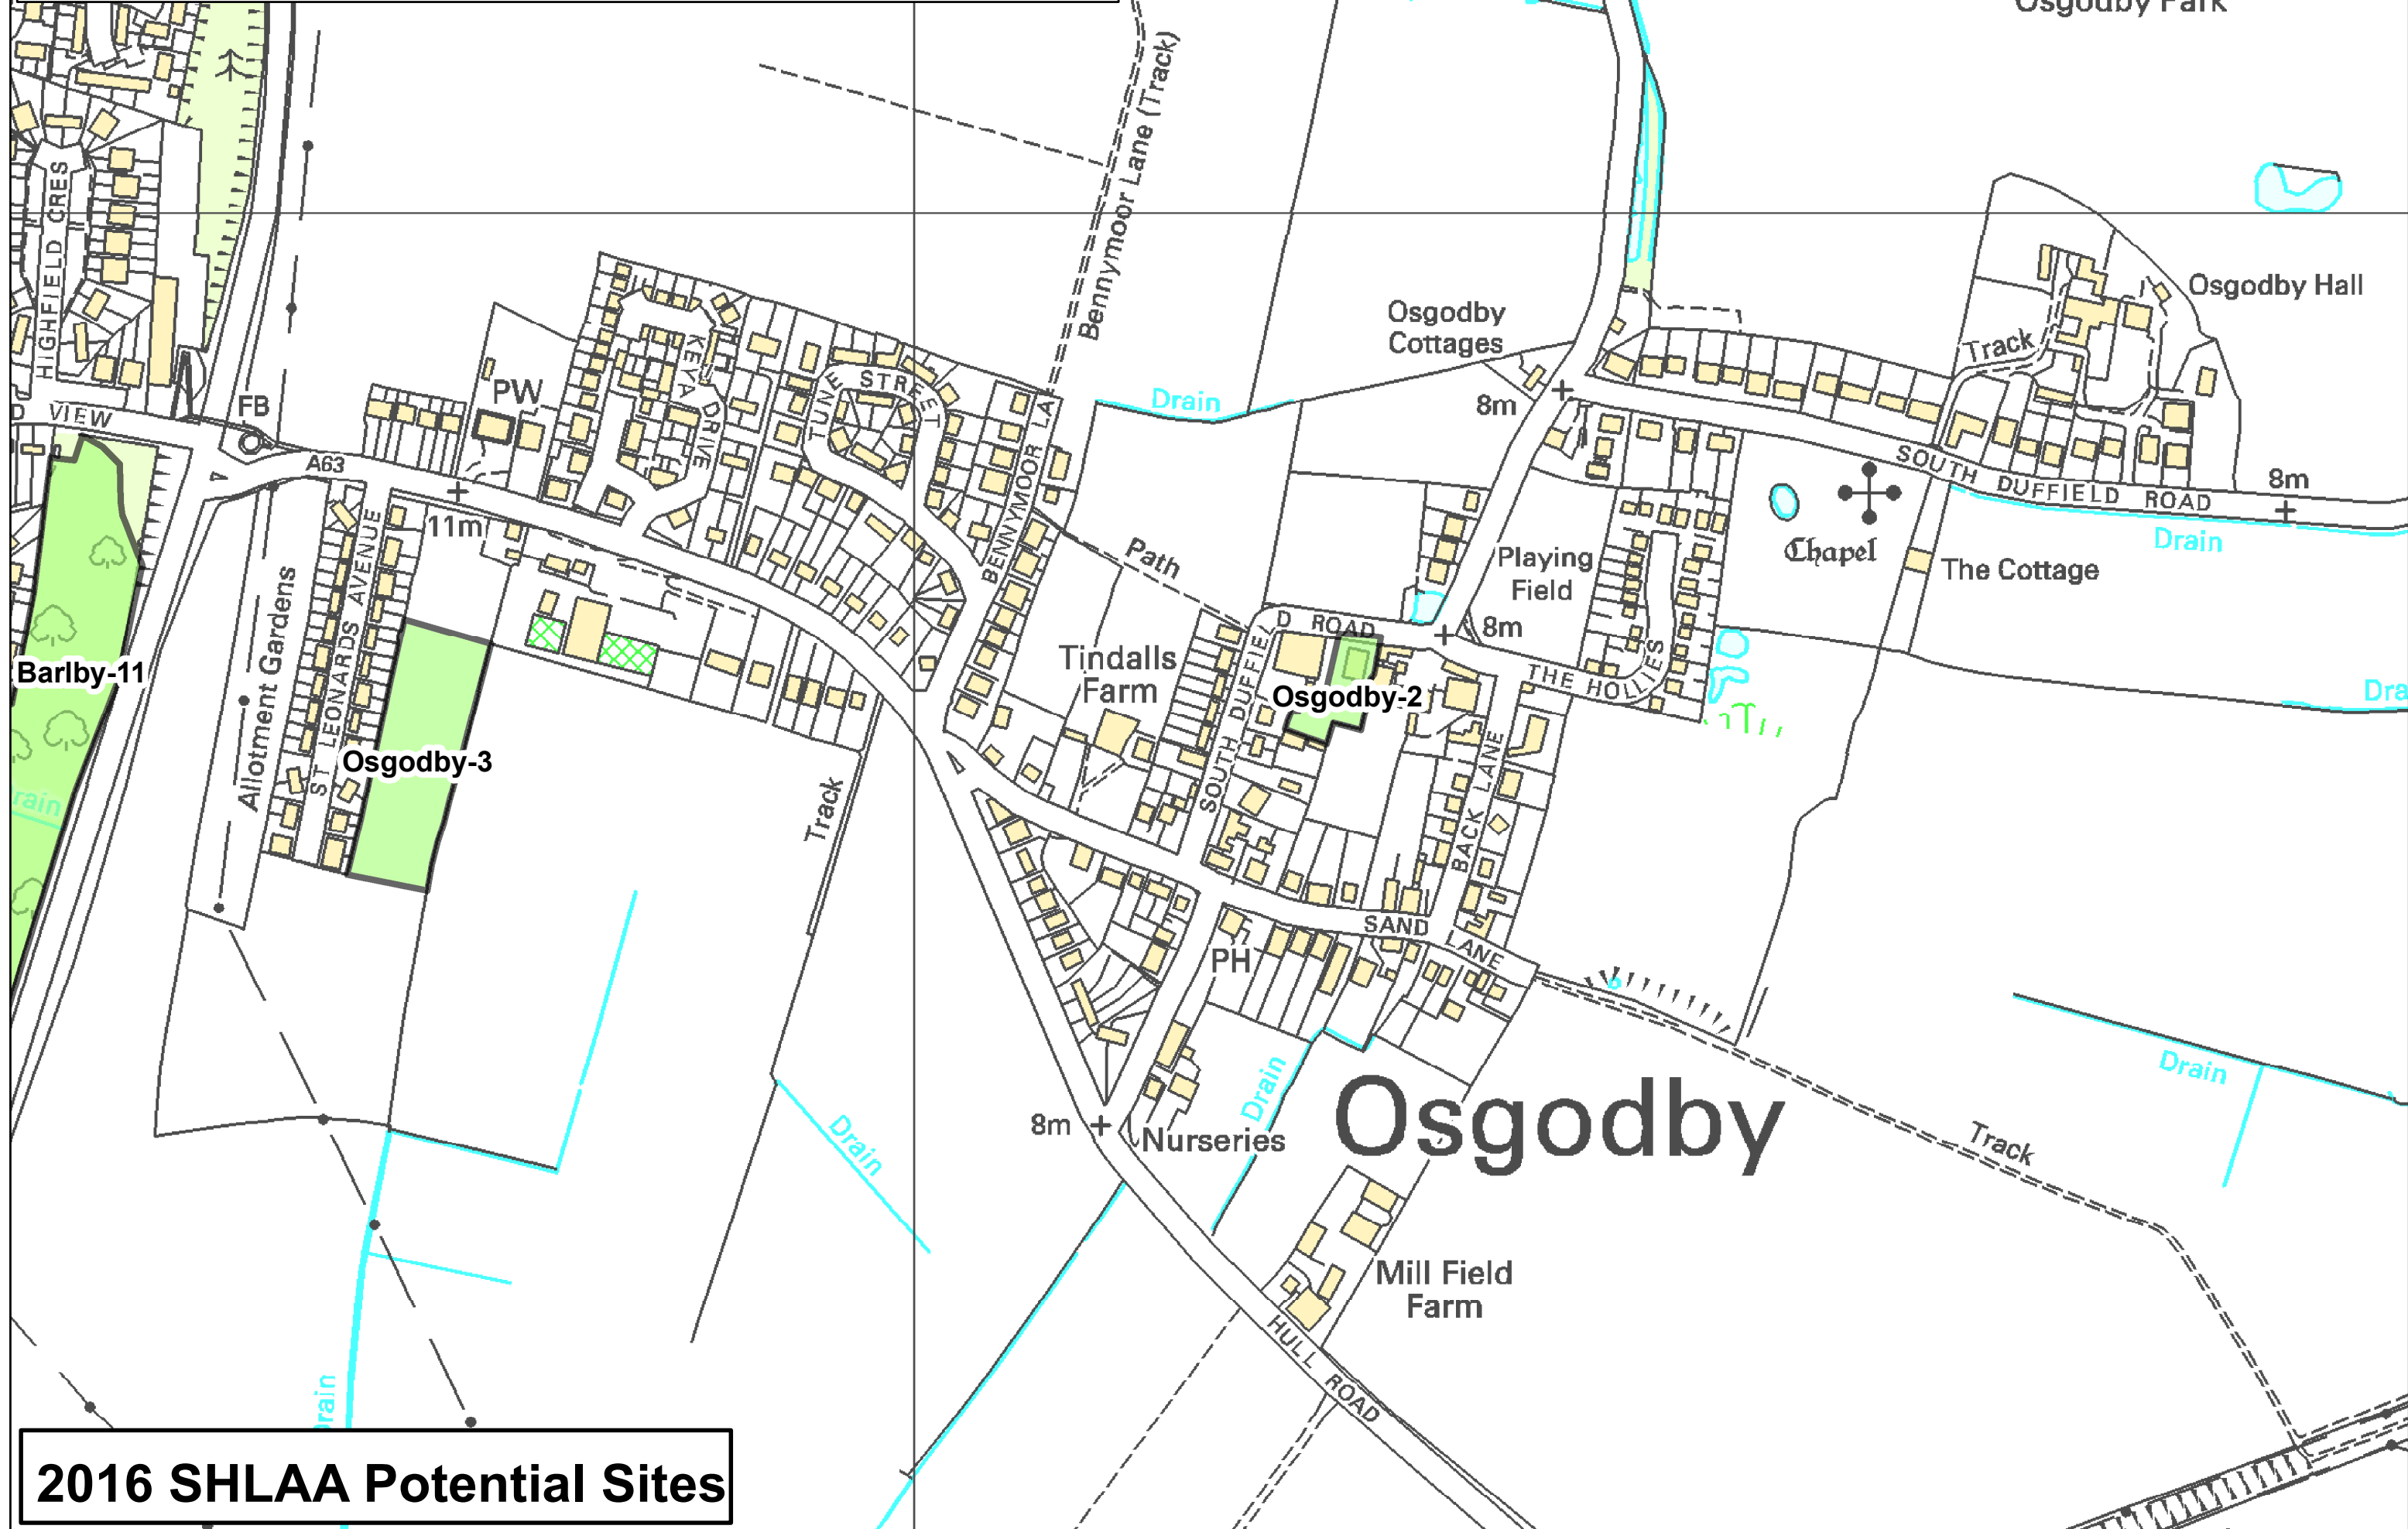 Osgodby Park
Bennymoor Lane (Track)
HIGHFIELD CRES
Osgodby Hall
Osgodby
Cottages
Track
PW
KEYA DRIVE
TUNE STREET
Drain
8m
FB
VIEW
A63
BENNYMOOR LA
SOUTH DUFFIELD ROAD
8m
11m
Drain
Path
Playing
Field
Chapel
The Cottage
ST LEONARDS AVENUE
Allotment Gardens
SOUTH DUFFIELD ROAD
8m
Barlby-11
Tindalls
Farm
Osgodby-2
THE HOLLIES
Osgodby-3
BACK LANE
Track
SAND LANE
PH
Drain
Drain
Osgodby
8m
Nurseries
Drain
Track
Mill Field
Farm
HULL ROAD
2016 SHLAA Potential Sites